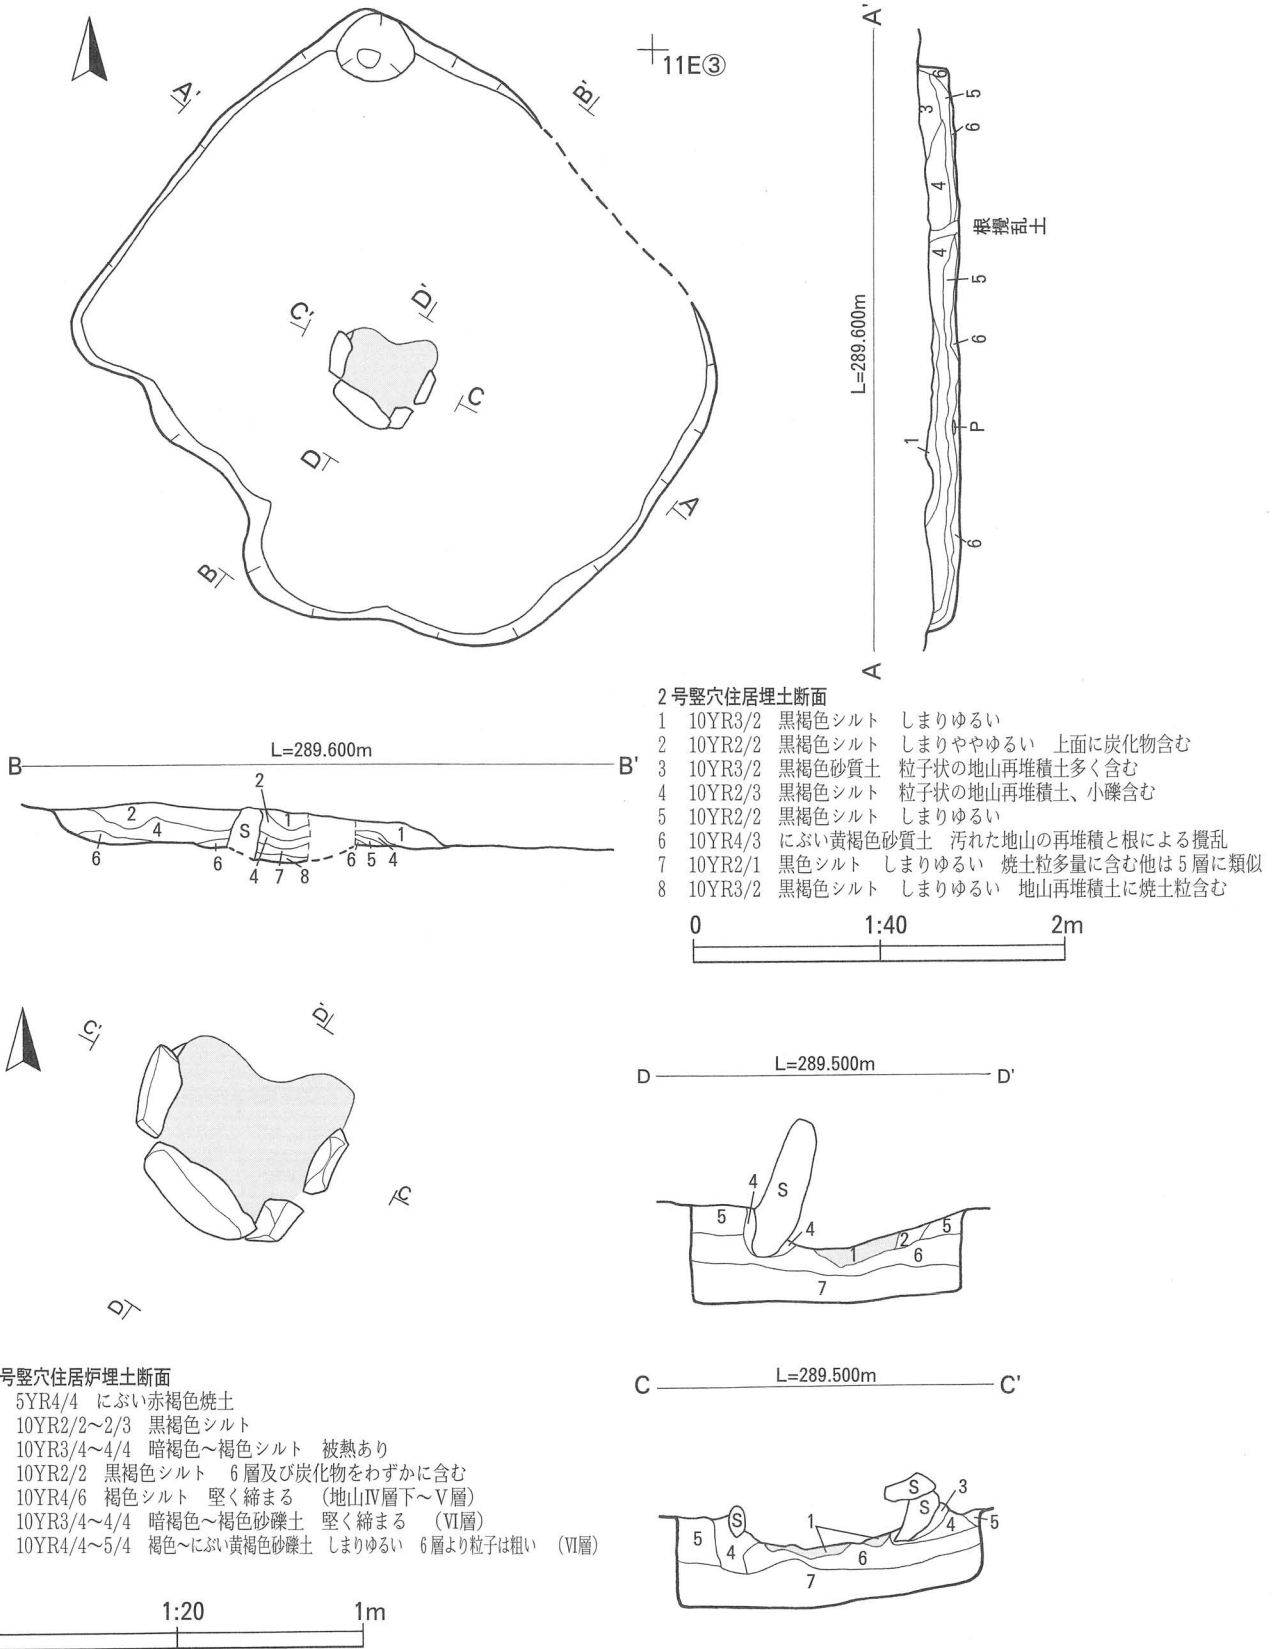 11E③
A'
B'
C'
D'
C
D
A
B
A'
6
3
5
6
4
根攪乱土
4
5
6
L=289.600m
P
1
6
A
L=289.600m
B
B'
2
2
1
4
S
1
6
6
4
7
8
6
5
4
2号竪穴住居埋土断面
1 10YR3/2 黒褐色シルト しまりゆるい
2 10YR2/2 黒褐色シルト しまりややゆるい 上面に炭化物含む
3 10YR3/2 黒褐色砂質土 粒子状の地山再堆積土多く含む
4 10YR2/3 黒褐色シルト 粒子状の地山再堆積土、小礫含む
5 10YR2/2 黒褐色シルト しまりゆるい
6 10YR4/3 にぶい黄褐色砂質土 汚れた地山の再堆積と根による攪乱
7 10YR2/1 黒色シルト しまりゆるい 焼土粒多量に含む他は5層に類似
8 10YR3/2 黒褐色シルト しまりゆるい 地山再堆積土に焼土粒含む
0 1:40 2m
C'
D'
C
D
L=289.500m
D
D'
4
S
5
4
1
2
5
6
7
L=289.500m
C
C'
S
S
3
S
1
4
5
5
4
6
7
号竪穴住居炉埋土断面
5YR4/4 にぶい赤褐色焼土
10YR2/2～2/3 黒褐色シルト
10YR3/4～4/4 暗褐色～褐色シルト 被熱あり
10YR2/2 黒褐色シルト 6層及び炭化物をわずかに含む
10YR4/6 褐色シルト 堅く締まる （地山Ⅳ層下～Ⅴ層）
10YR3/4～4/4 暗褐色～褐色砂礫土 堅く締まる （Ⅵ層）
10YR4/4～5/4 褐色～にぶい黄褐色砂礫土 しまりゆるい 6層より粒子は粗い （Ⅵ層）
1:20 1m